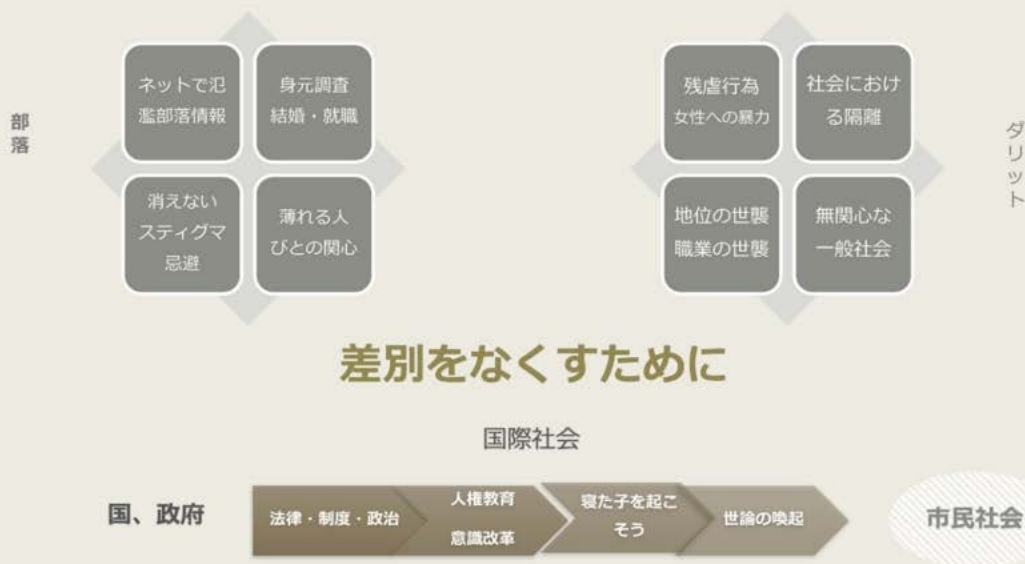 部落
ネットで氾
濫部落情報
身元調査
結婚・就職
消えない
スティグマ
忌避
薄れる人
びとの関心
残虐行為
女性への暴力
社会におけ
る隔離
地位の世襲
職業の世襲
無関心な
一般社会
ダリット
差別をなくすために
国際社会
国、政府
法律・制度・政治
人権教育
意識改革
寝た子を起こ
そう
世論の喚起
市民社会